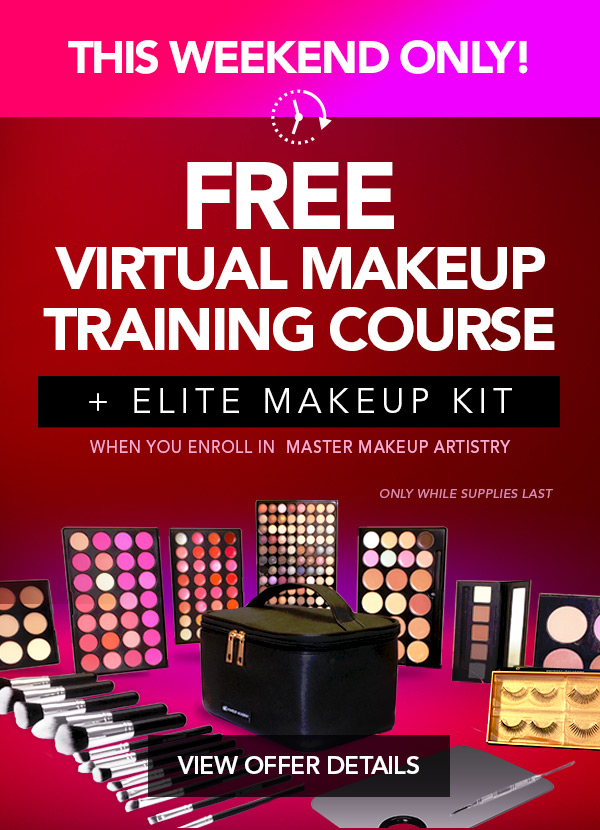 THIS WEEKEND ONLY!
FREE
VIRTUAL MAKEUP
TRAINING COURSE
+ ELITE MAKEUP KIT
WHEN YOU ENROLL IN MASTER MAKEUP ARTISTRY
ONLY WHILE SUPPLIES LAST
VIEW OFFER DETAILS